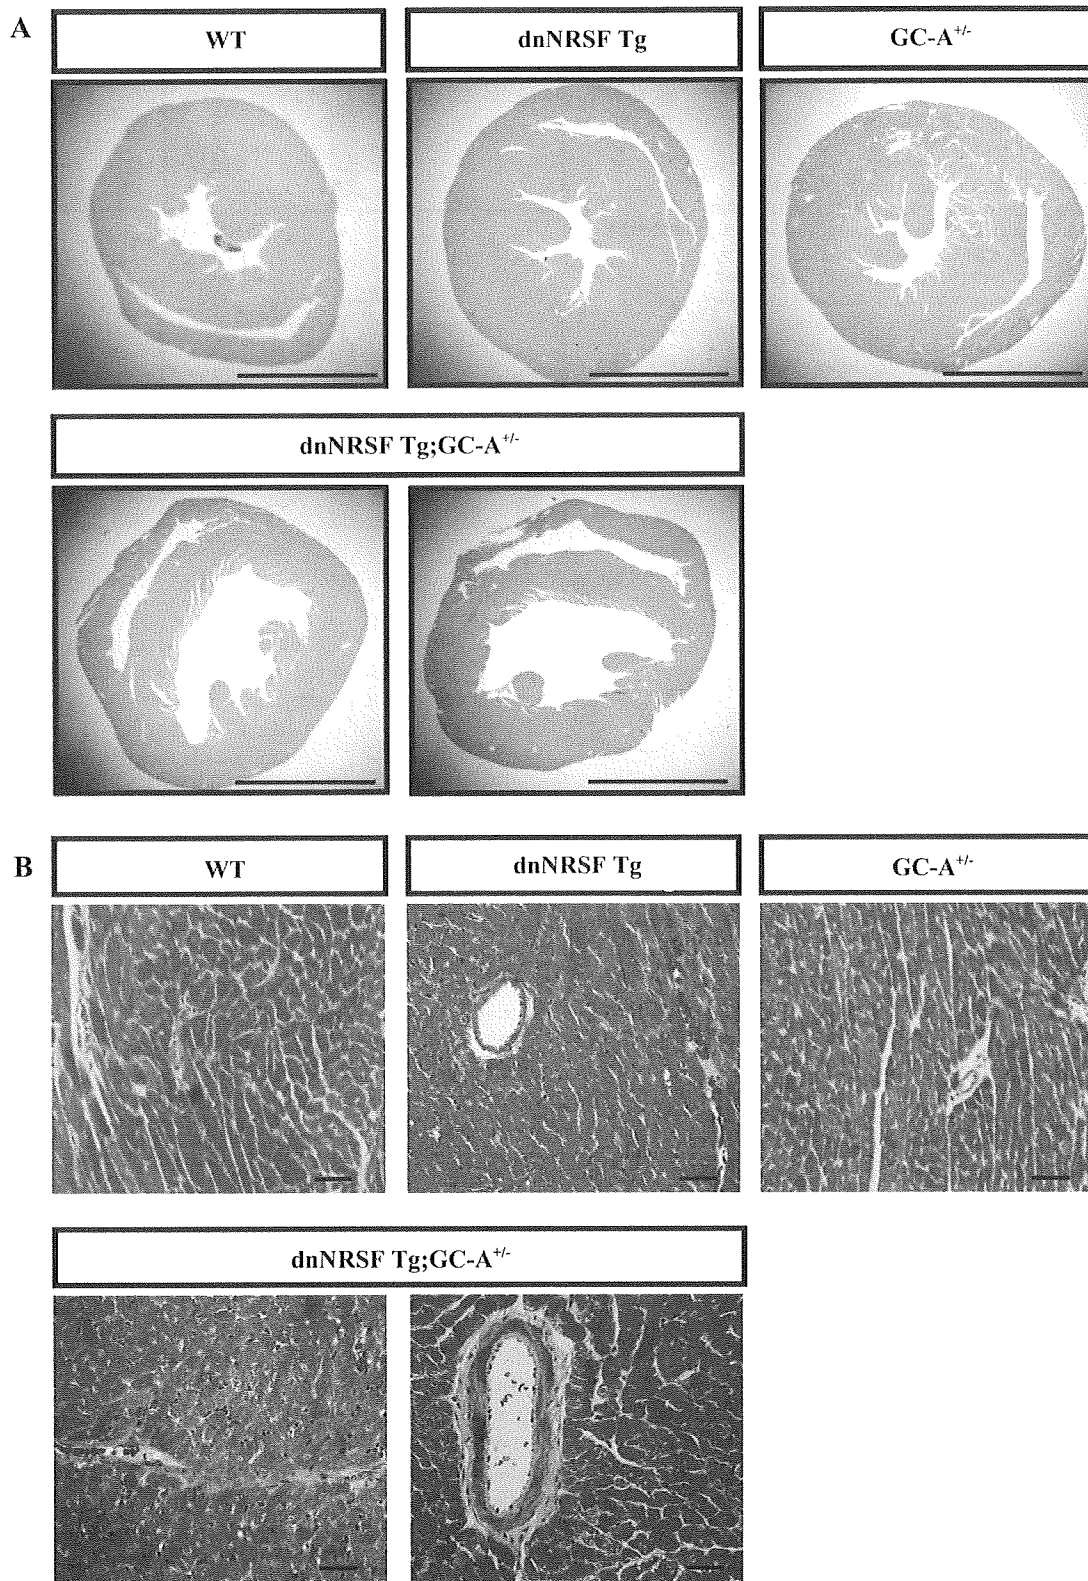 A
WT
dnNRSF Tg
GC-A+/-
dnNRSF Tg;GC-A+/-
B
WT
dnNRSF Tg
GC-A+/-
dnNRSF Tg;GC-A+/-